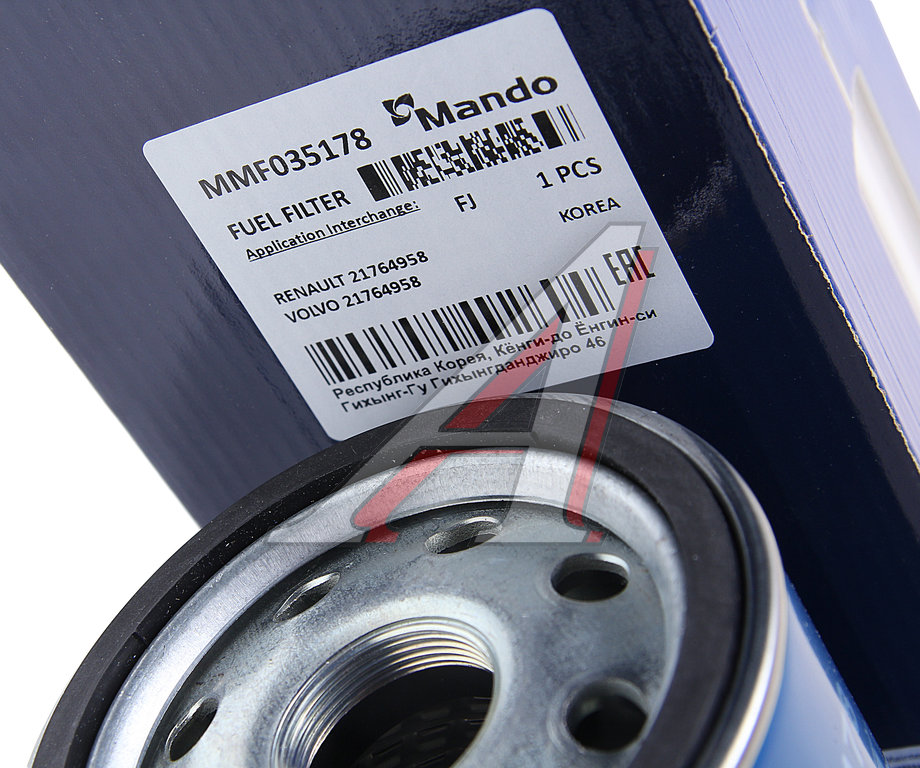 Mando
MMF035178
FUEL FILTER
1 PCS
Application Interchange:
FJ
KOREA
RENAULT 21764958
VOLVO 21764958
EAC
Республика Корея, Кёнги-до Ёнгин-си
Гихынг-Гу Гихынгданджиро 46